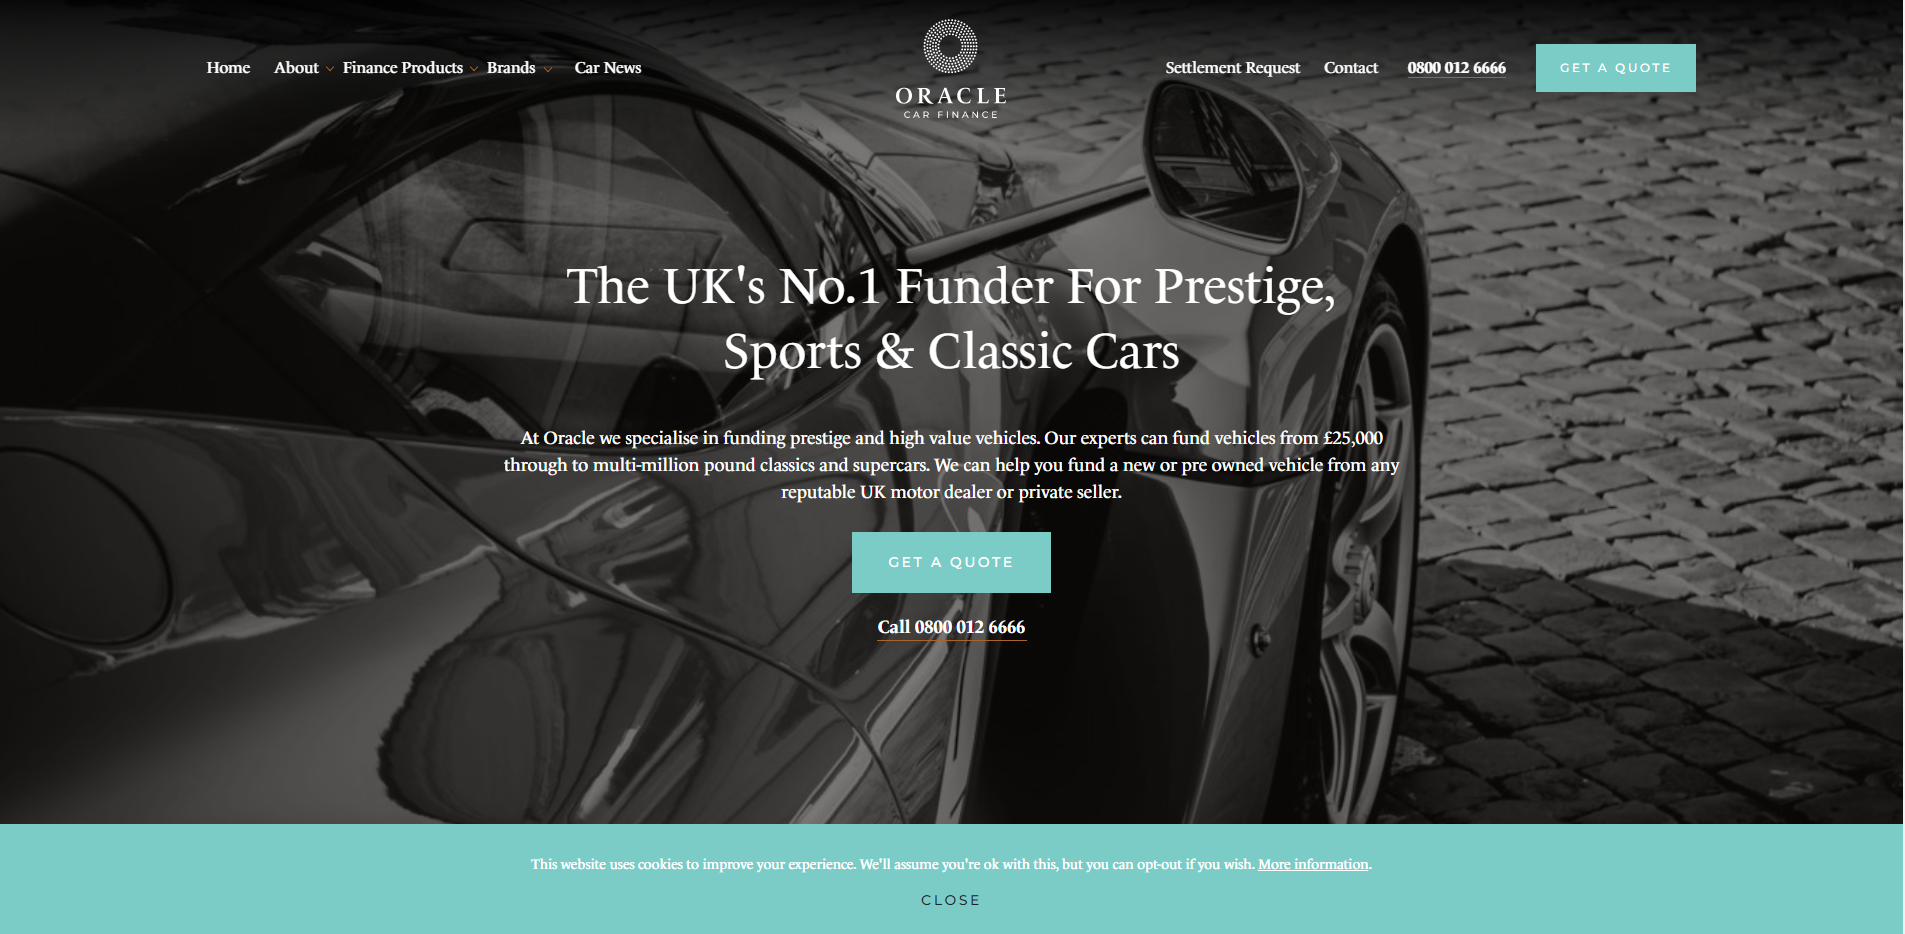 Home About Finance Products Brands Car News
ORACLE
CAR FINANCE
Settlement Request Contact 0800 012 6666 GET A QUOTE
The UK's No.1 Funder For Prestige,
Sports & Classic Cars
At Oracle we specialise in funding prestige and high value vehicles. Our experts can fund vehicles from £25,000
through to multi-million pound classics and supercars. We can help you fund a new or pre owned vehicle from any
reputable UK motor dealer or private seller.
GET A QUOTE
Call 0800 012 6666
This website uses cookies to improve your experience. We'll assume you're ok with this, but you can opt-out if you wish. More information.
CLOSE